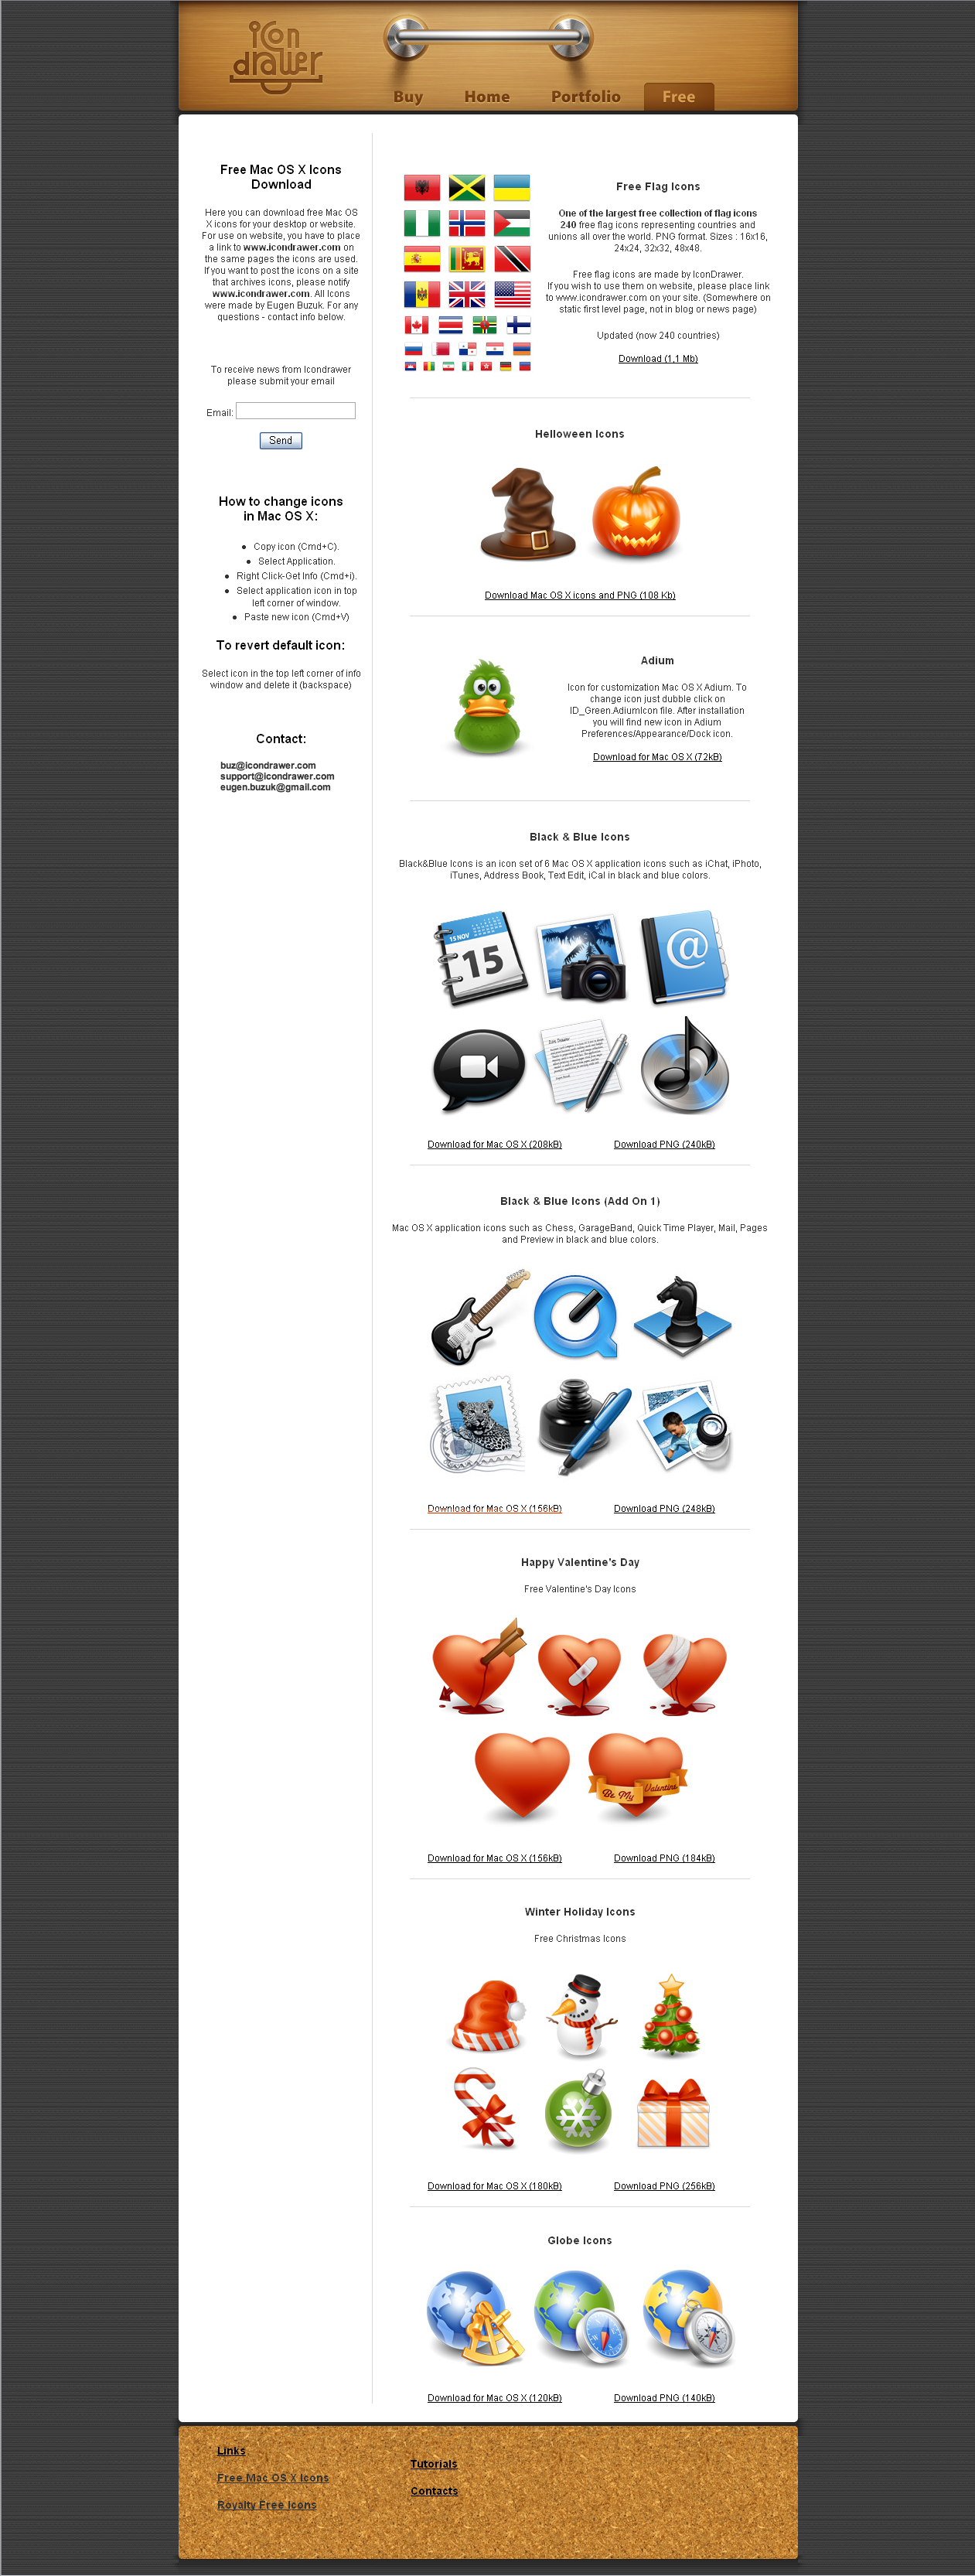 icon
drawer
Buy
Home
Portfolio
Free
Free Mac OS X Icons
Download
Here you can download free Mac OS
X icons for your desktop or website.
For use on website, you have to place
a link to www.icondrawer.com on
the same pages the icons are used.
If you want to post the icons on a site
that archives icons, please notify
www.icondrawer.com. All Icons
were made by Eugen Buzuk. For any
questions - contact info below.
To receive news from Icondrawer
please submit your email
Email:
Send
How to change icons
in Mac OS X:
• Copy icon (Cmd+C).
• Select Application.
• Right Click-Get Info (Cmd+i).
• Select application icon in top
left corner of window.
• Paste new icon (Cmd+V)
To revert default icon:
Select icon in the top left corner of info
window and delete it (backspace)
Contact:
buz@icondrawer.com
support@icondrawer.com
eugen.buzuk@gmail.com
Free Flag Icons
One of the largest free collection of flag icons
240 free flag icons representing countries and
unions all over the world. PNG format. Sizes : 16x16,
24x24, 32x32, 48x48.
Free flag icons are made by IconDrawer.
If you wish to use them on website, please place link
to www.icondrawer.com on your site. (Somewhere on
static first level page, not in blog or news page)
Updated (now 240 countries)
Download (1,1 Mb)
Helloween Icons
Download Mac OS X icons and PNG (108 Kb)
Adium
Icon for customization Mac OS X Adium. To
change icon just dubble click on
ID_Green.AdiumIcon file. After installation
you will find new icon in Adium
Preferences/Appearance/Dock icon.
Download for Mac OS X (72kB)
Black & Blue Icons
Black&Blue Icons is an icon set of 6 Mac OS X application icons such as iChat, iPhoto,
iTunes, Address Book, Text Edit, iCal in black and blue colors.
15 NOV
15
@
Download for Mac OS X (208kB)
Download PNG (240kB)
Black & Blue Icons (Add On 1)
Mac OS X application icons such as Chess, GarageBand, Quick Time Player, Mail, Pages
and Preview in black and blue colors.
Download for Mac OS X (156kB)
Download PNG (248kB)
Happy Valentine's Day
Free Valentine's Day Icons
Be My Valentine
Download for Mac OS X (156kB)
Download PNG (184kB)
Winter Holiday Icons
Free Christmas Icons
Download for Mac OS X (180kB)
Download PNG (256kB)
Globe Icons
Download for Mac OS X (120kB)
Download PNG (140kB)
Links
Free Mac OS X Icons
Royalty Free Icons
Tutorials
Contacts